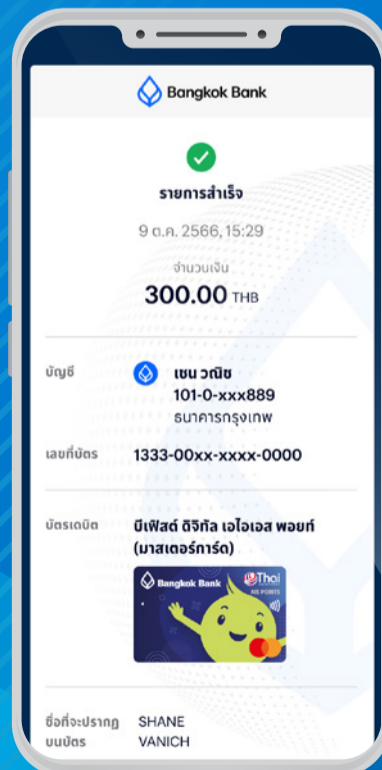 Bangkok Bank
รายการสำเร็จ
9 ต.ค. 2566, 15:29
จำนวนเงิน
300.00 THB
บัญชี
เชน วณิช
101-0-xxx889
ธนาคารกรุงเทพ
เลขที่บัตร
1333-00xx-xxxx-0000
บัตรเดบิต
บีเฟิสต์ ดิจิทัล เอไอเอส พอยท์
(มาสเตอร์การ์ด)
Bangkok Bank
AIS POINTS
ชื่อที่จะปรากฏ
บนบัตร
SHANE
VANICH